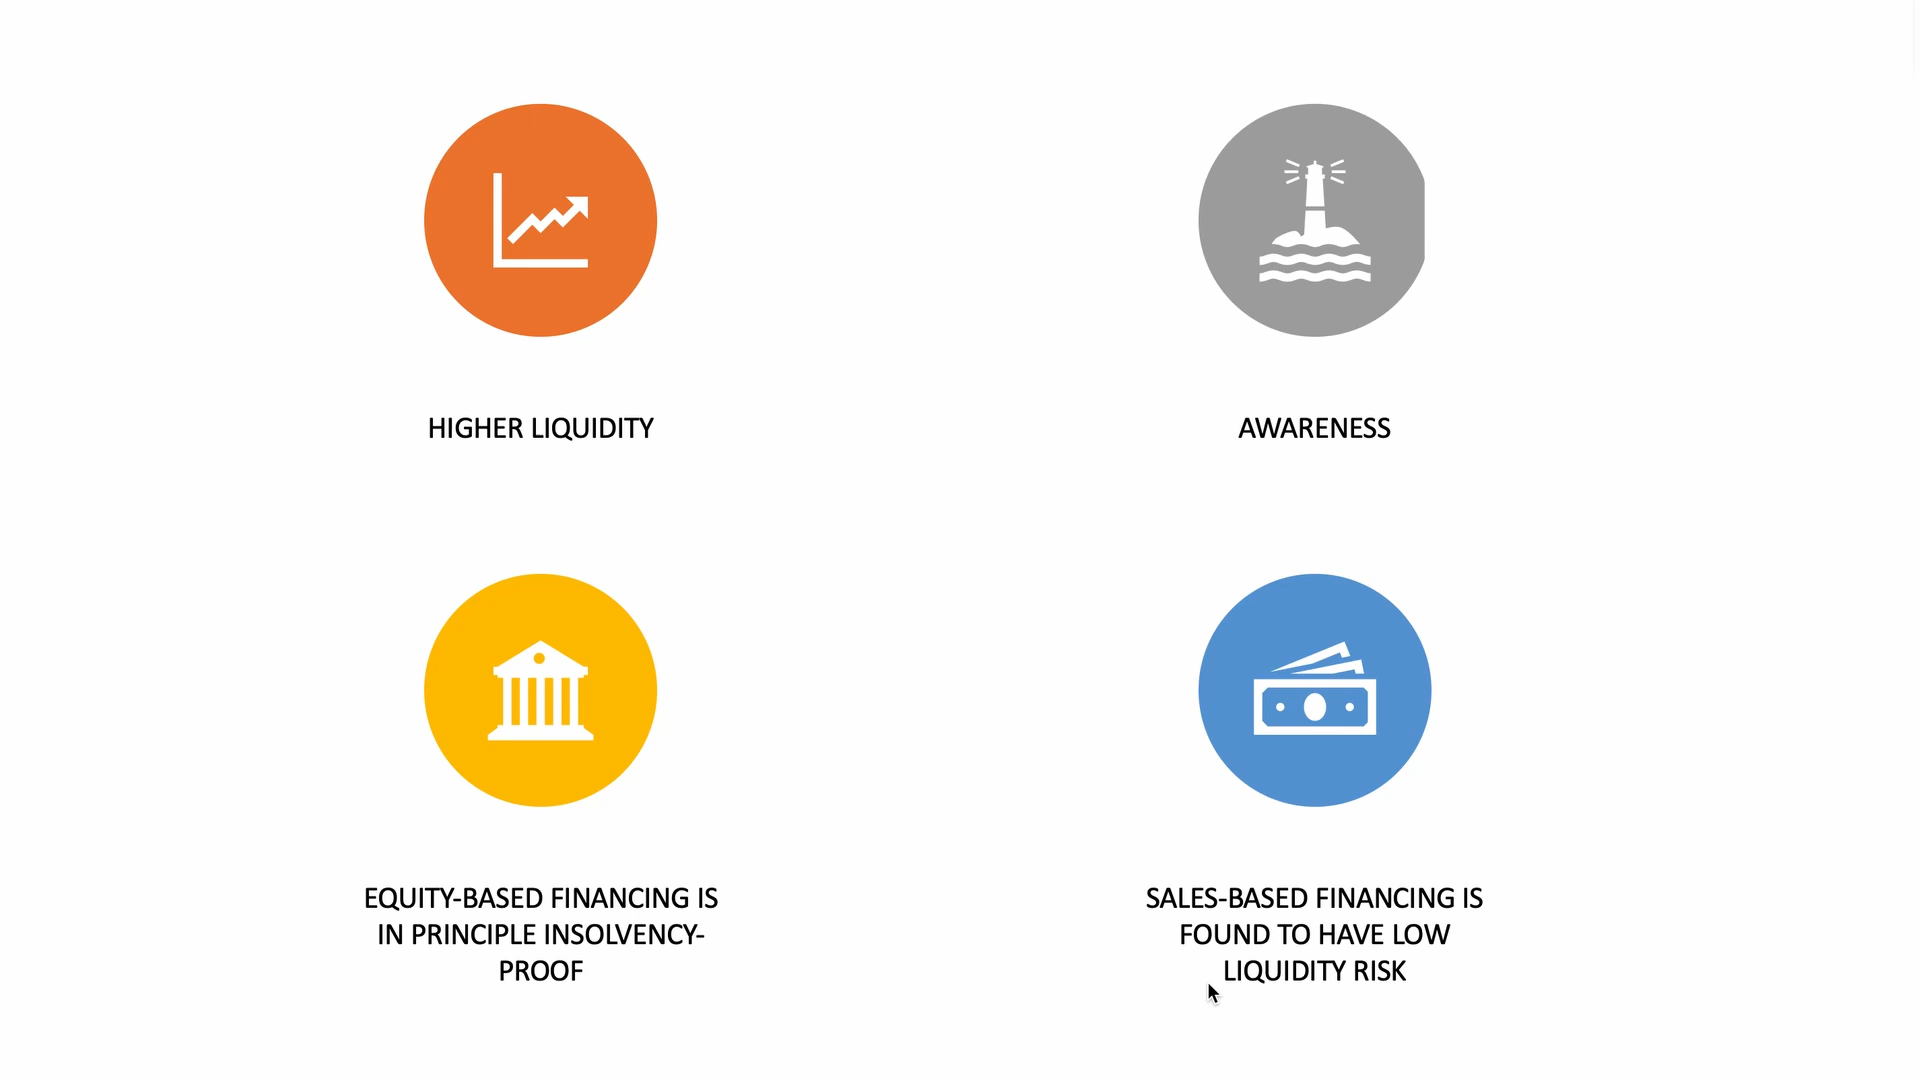 HIGHER LIQUIDITY
AWARENESS
EQUITY-BASED FINANCING IS
IN PRINCIPLE INSOLVENCY-
PROOF
SALES-BASED FINANCING IS
FOUND TO HAVE LOW
LIQUIDITY RISK